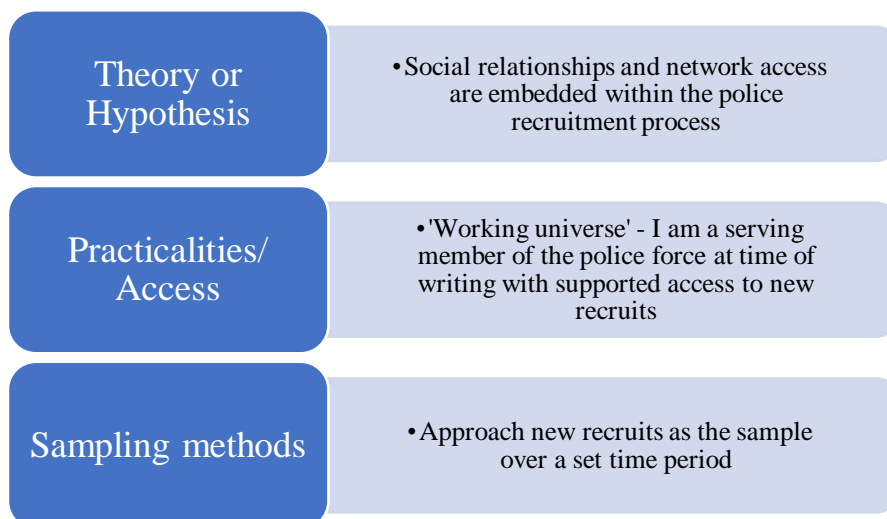 Theory or
Hypothesis
•Social relationships and network access
are embedded within the police
recruitment process
Practicalities/
Access
•'Working universe' - I am a serving
member of the police force at time of
writing with supported access to new
recruits
Sampling methods
•Approach new recruits as the sample
over a set time period